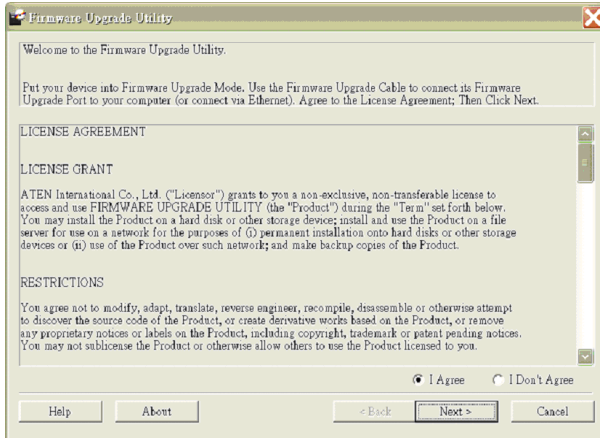 Firmware Upgrade Utility
Welcome to the Firmware Upgrade Utility.
Put your device into Firmware Upgrade Mode. Use the Firmware Upgrade Cable to connect its Firmware
Upgrade Port to your computer (or connect via Ethernet). Agree to the License Agreement; Then Click Next.
LICENSE AGREEMENT
LICENSE GRANT
ATEN International Co., Ltd. ("Licensor") grants to you a non-exclusive, non-transferable license to
access and use FIRMWARE UPGRADE UTILITY (the "Product") during the "Term" set forth below.
You may install the Product on a hard disk or other storage device; install and use the Product on a file
server for use on a network for the purposes of (i) permanent installation onto hard disks or other storage
devices or (ii) use of the Product over such network; and make backup copies of the Product.
RESTRICTIONS
You agree not to modify, adapt, translate, reverse engineer, recompile, disassemble or otherwise attempt
to discover the source code of the Product, or create derivative works based on the Product, or remove
any proprietary notices or labels on the Product, including copyright, trademark or patent pending notices.
You may not sublicense the Product or otherwise allow others to use the Product licensed to you.
I Agree I Don't Agree
Help About < Back Next > Cancel